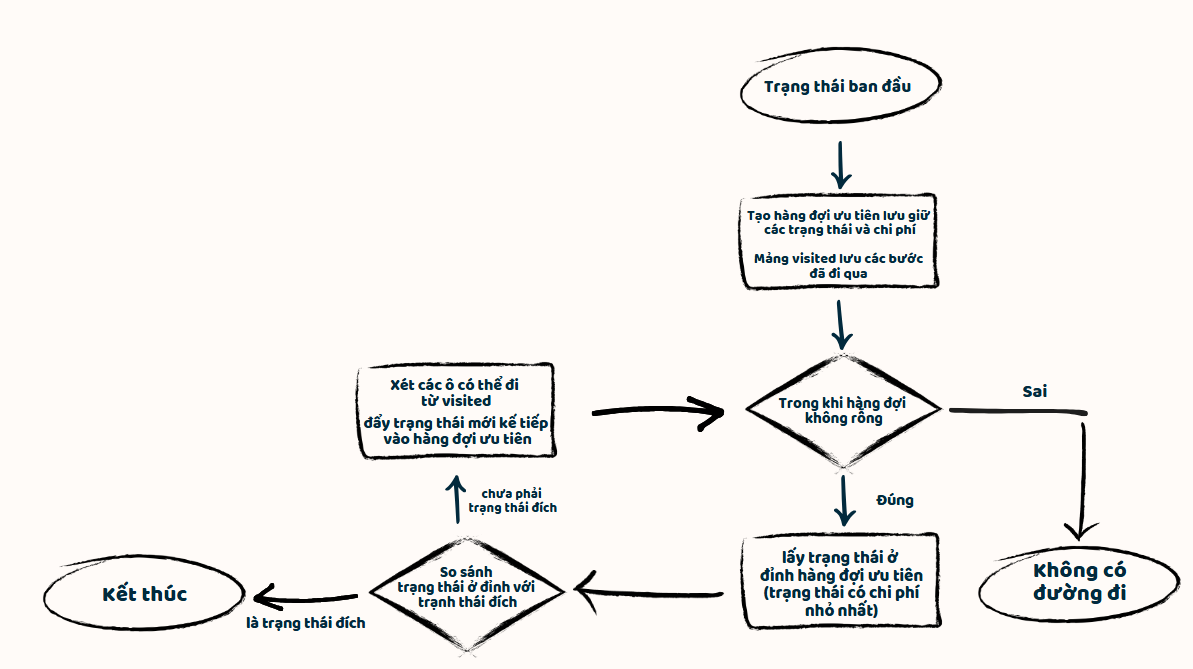 Trạng thái ban đầu
Tạo hàng đợi ưu tiên lưu giữ
các trạng thái và chi phí
Mảng visited lưu các bước
đã đi qua
Trong khi hàng đợi
không rỗng
Sai
Đúng
Không có
đường đi
lấy trạng thái ở
đỉnh hàng đợi ưu tiên
(trạng thái có chi phí
nhỏ nhất)
So sánh
trạng thái ở đỉnh với
trạnh thái đích
chưa phải
trạng thái đích
Xét các ô có thể đi
từ visited
đẩy trạng thái mới kế tiếp
vào hàng đợi ưu tiên
là trạng thái đích
Kết thúc